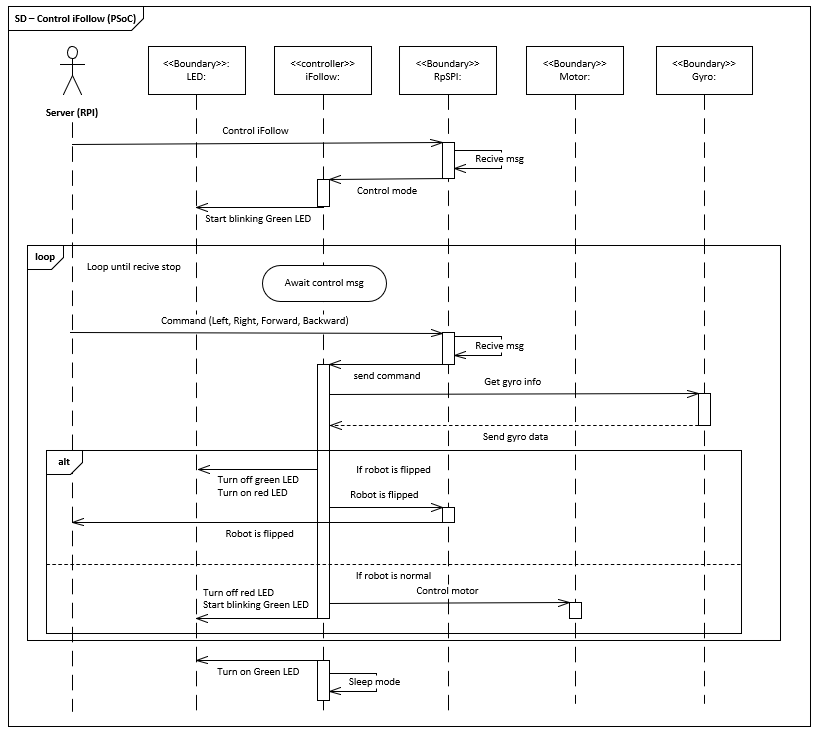 SD – Control iFollow (PSoC)
<<Boundary>>:
LED:
<<controller>>
iFollow:
<<Boundary>>
RpSPI:
<<Boundary>>
Motor:
<<Boundary>>
Gyro:
Server (RPI)
Control iFollow
Recive msg
Control mode
Start blinking Green LED
loop
Loop until recive stop
Await control msg
Command (Left, Right, Forward, Backward)
Recive msg
send command
Get gyro info
Send gyro data
alt
If robot is flipped
Turn off green LED
Turn on red LED
Robot is flipped
Robot is flipped
If robot is normal
Turn off red LED
Start blinking Green LED
Control motor
Turn on Green LED
Sleep mode